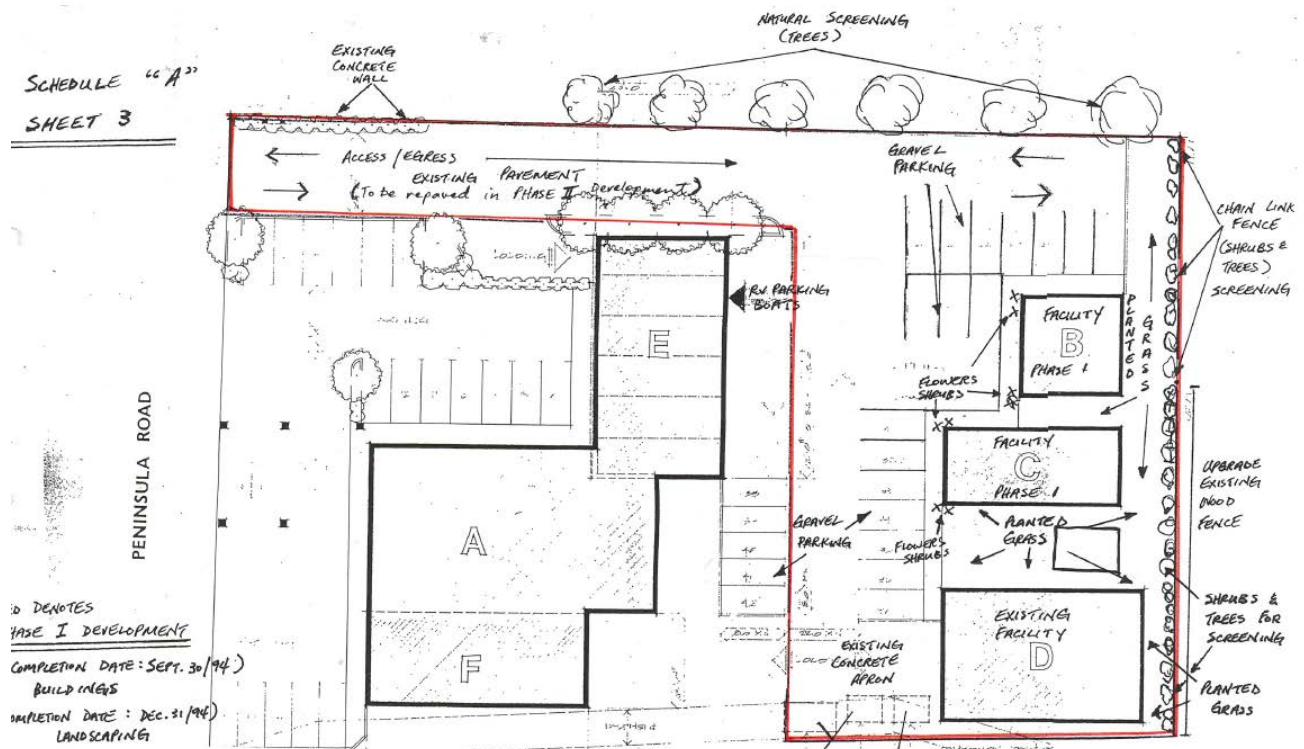 SCHEDULE "A"
SHEET 3
EXISTING
CONCRETE
WALL
NATURAL SCREENING
(TREES)
ACCESS/EGRESS
EXISTING PAVEMENT
(To be repaved in PHASE II Development)
GRAVEL
PARKING
CHAIN LINK
FENCE
(SHRUBS &
TREES)
SCREENING
R.V. PARKING
BOATS
E
FACILITY
B
PHASE 1
PLANTED
GRASS
FLOWERS
SHRUBS
FACILITY
C
PHASE 1
UPGRADE
EXISTING
WOOD
FENCE
PENINSULA ROAD
A
GRAVEL
PARKING
FLOWERS
SHRUBS
PLANTED
GRASS
F
EXISTING
FACILITY
D
EXISTING
CONCRETE
APRON
SHRUBS &
TREES FOR
SCREENING
PLANTED
GRASS
DENOTES
PHASE I DEVELOPMENT
COMPLETION DATE: SEPT. 30/94)
BUILDINGS
OMPLETION DATE: DEC. 31/94)
LANDSCAPING